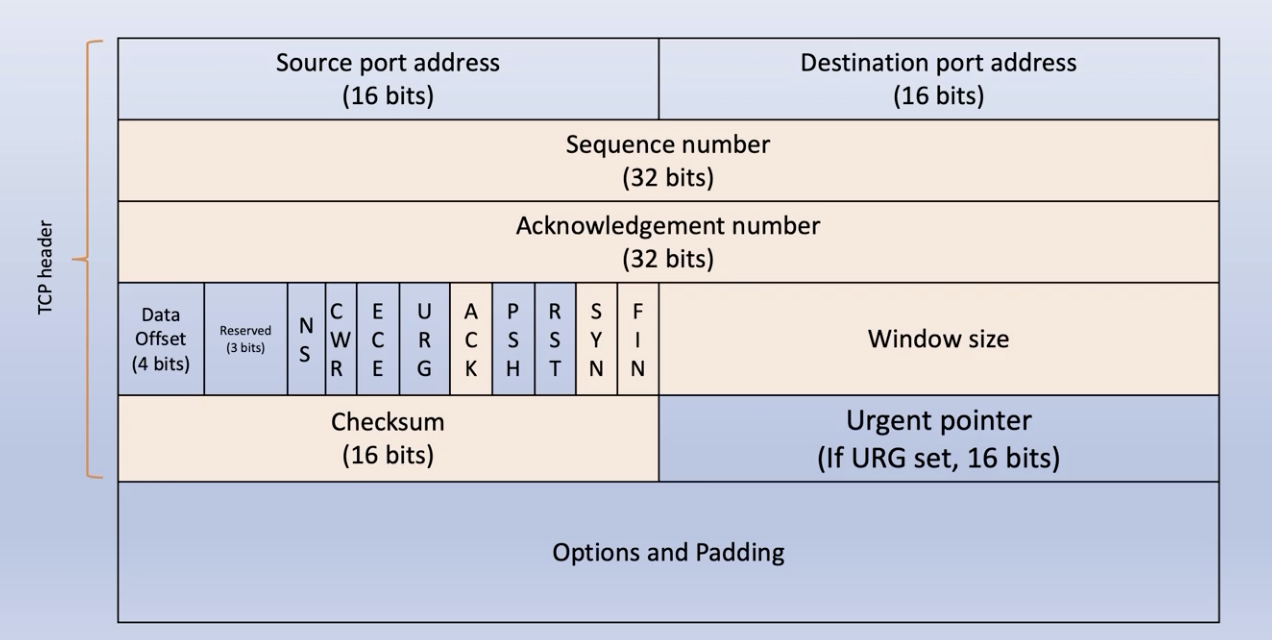 TCP header
Source port address
(16 bits)
Destination port address
(16 bits)
Sequence number
(32 bits)
Acknowledgement number
(32 bits)
Data
Offset
(4 bits)
Reserved
(3 bits)
NS
CWR
ECE
URG
ACK
PSH
RST
SYN
FIN
Window size
Checksum
(16 bits)
Urgent pointer
(If URG set, 16 bits)
Options and Padding